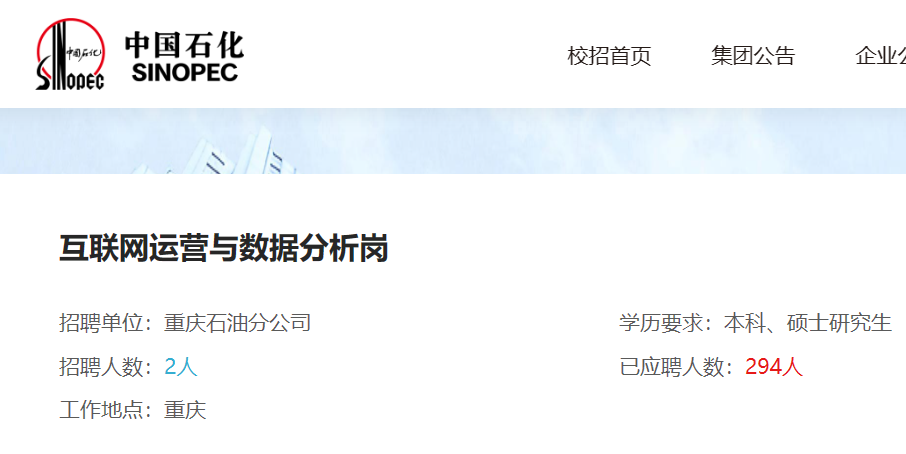 中国石化
SINOPEC
中国石化
SINOPEC
校招首页
集团公告
企业公
互联网运营与数据分析岗
招聘单位：重庆石油分公司
学历要求：本科、硕士研究生
招聘人数：2人
已应聘人数：294人
工作地点：重庆